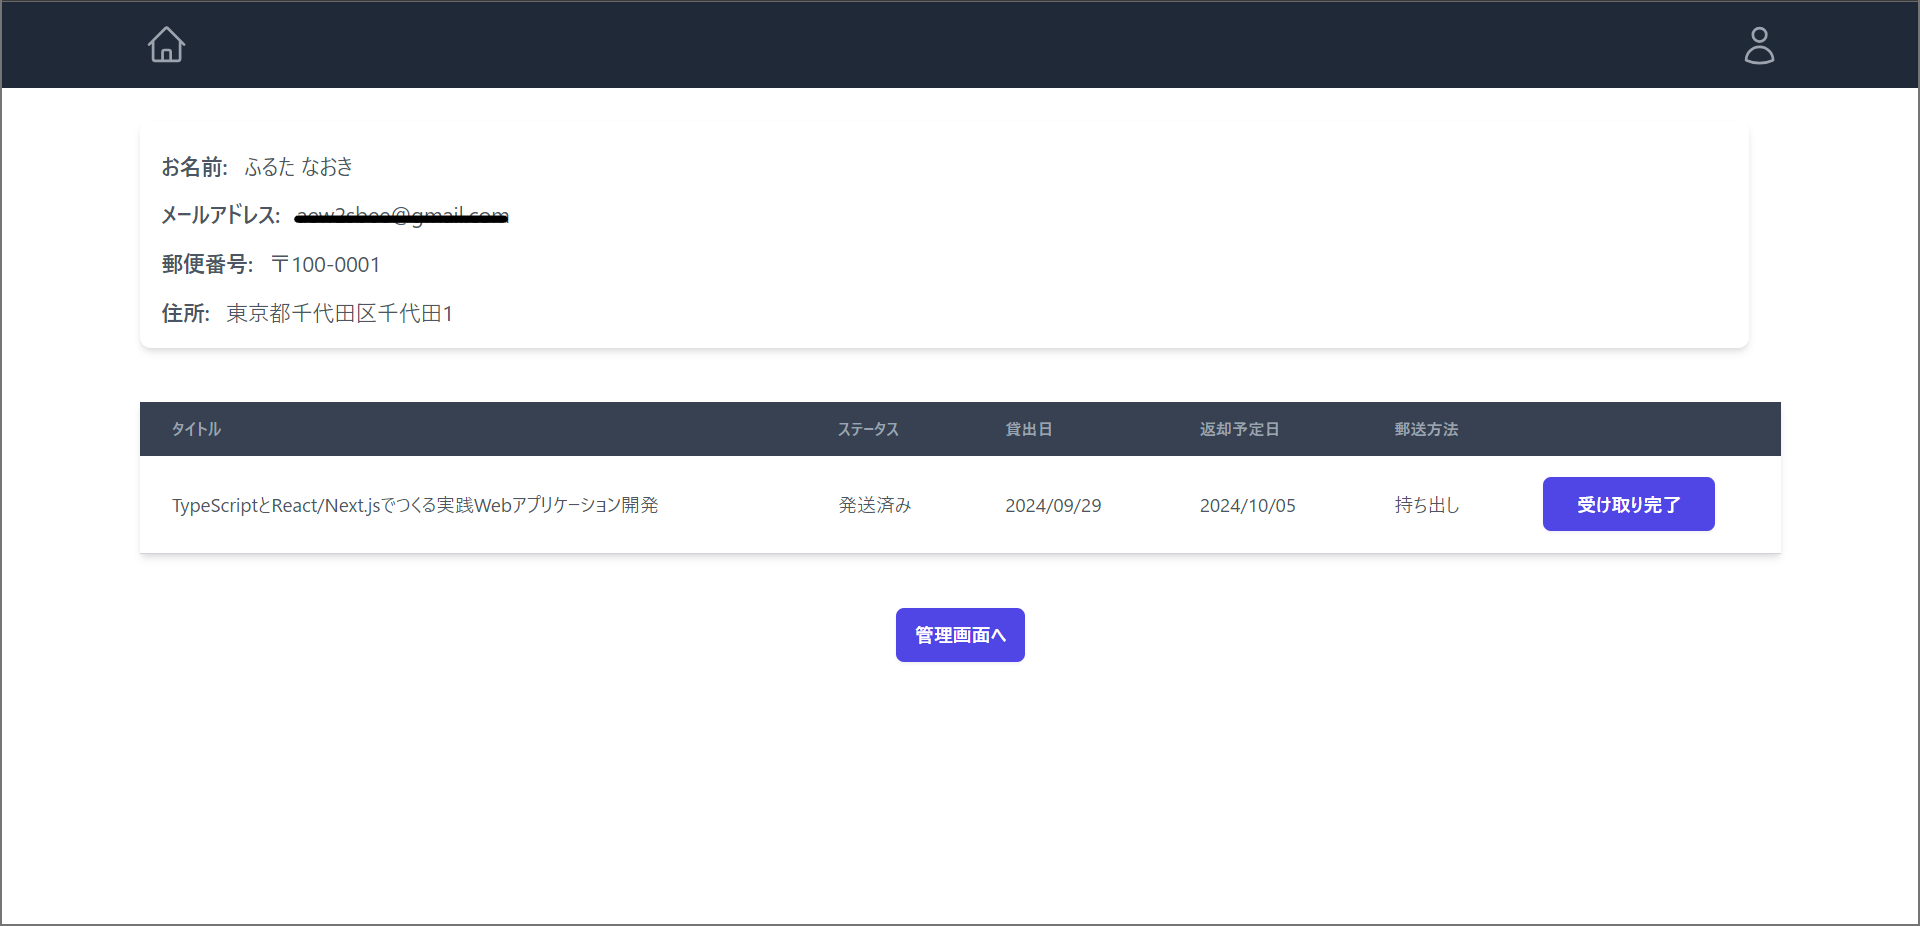 お名前: ふるた なおき
メールアドレス:
郵便番号: 〒100-0001
住所: 東京都千代田区千代田1
タイトル ステータス 貸出日 返却予定日 郵送方法
TypeScriptとReact/Next.jsでつくる実践Webアプリケーション開発 発送済み 2024/09/29 2024/10/05 持ち出し 受け取り完了
管理画面へ